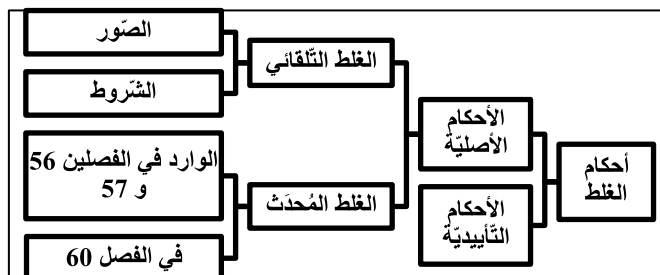 أحكام
الغلط
الأحكام
الأصليّة
الأحكام
التّأييديّة
الغلط التّلقائي
الغلط المُحدَث
الصّور
الشّروط
الوارد في الفصلين 56
و 57
في الفصل 60